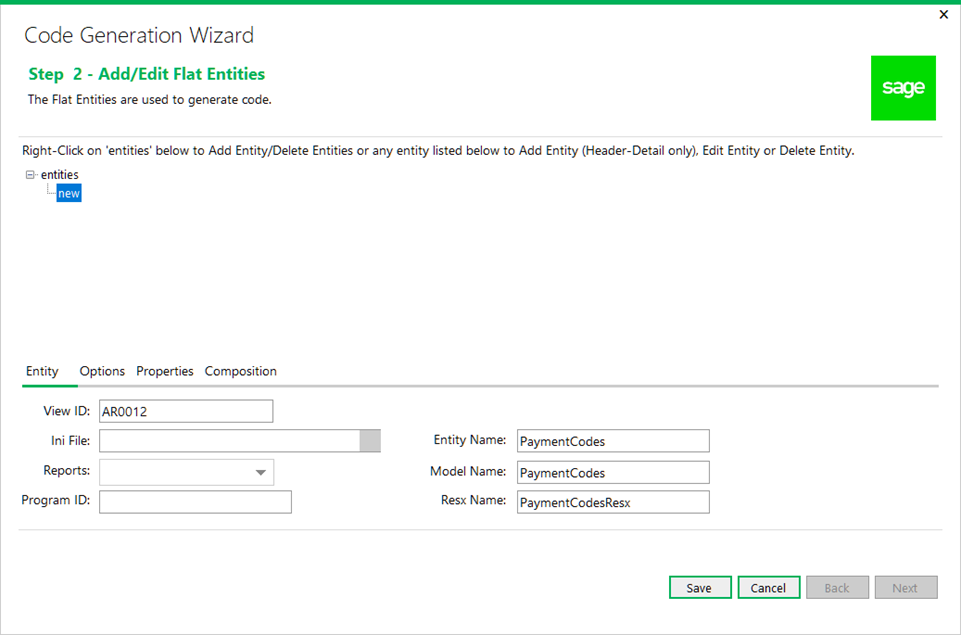 Code Generation Wizard
Step 2 - Add/Edit Flat Entities
The Flat Entities are used to generate code.
sage
Right-Click on 'entities' below to Add Entity/Delete Entities or any entity listed below to Add Entity (Header-Detail only), Edit Entity or Delete Entity.
entities
new
Entity Options Properties Composition
View ID: AR0012
Ini File: Entity Name: PaymentCodes
Reports: Model Name: PaymentCodes
Program ID: Resx Name: PaymentCodesResx
Save Cancel Back Next